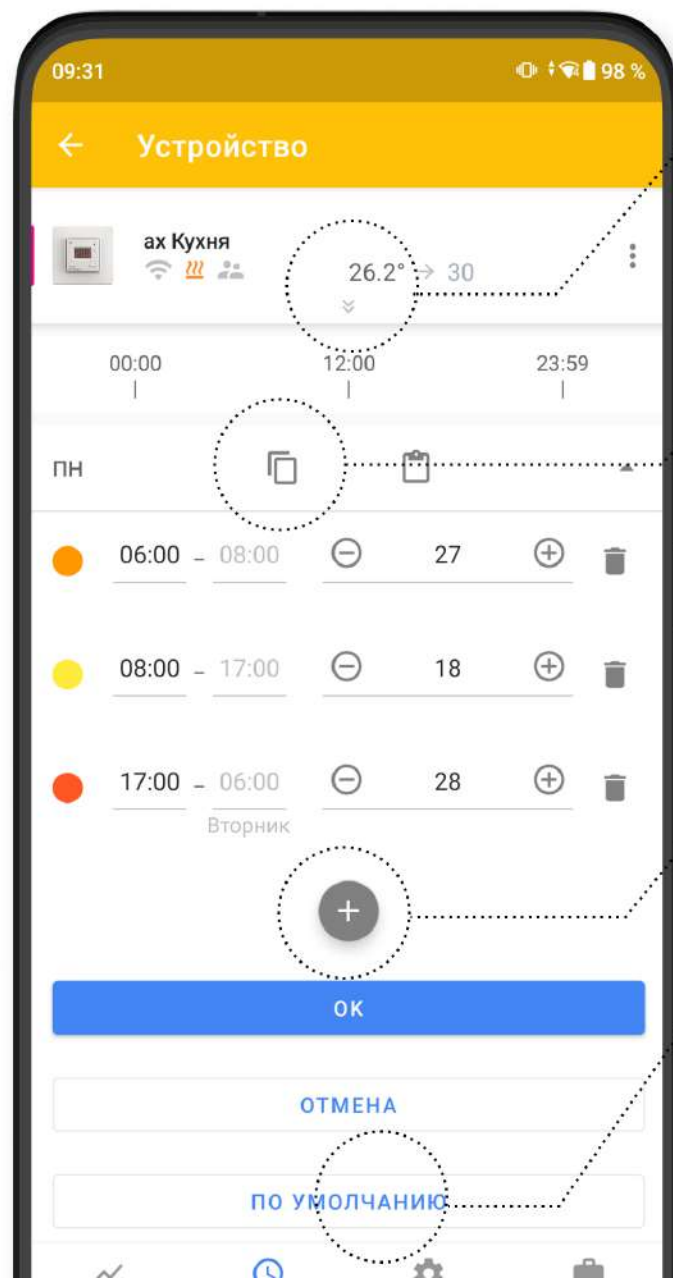 09:31 98 %
Устройство
ах Кухня
26.2° → 30
00:00 12:00 23:59
ПН
06:00 – 08:00 27
08:00 – 17:00 18
17:00 – 06:00 28
Вторник
ОК
ОТМЕНА
ПО УМОЛЧАНИЮ